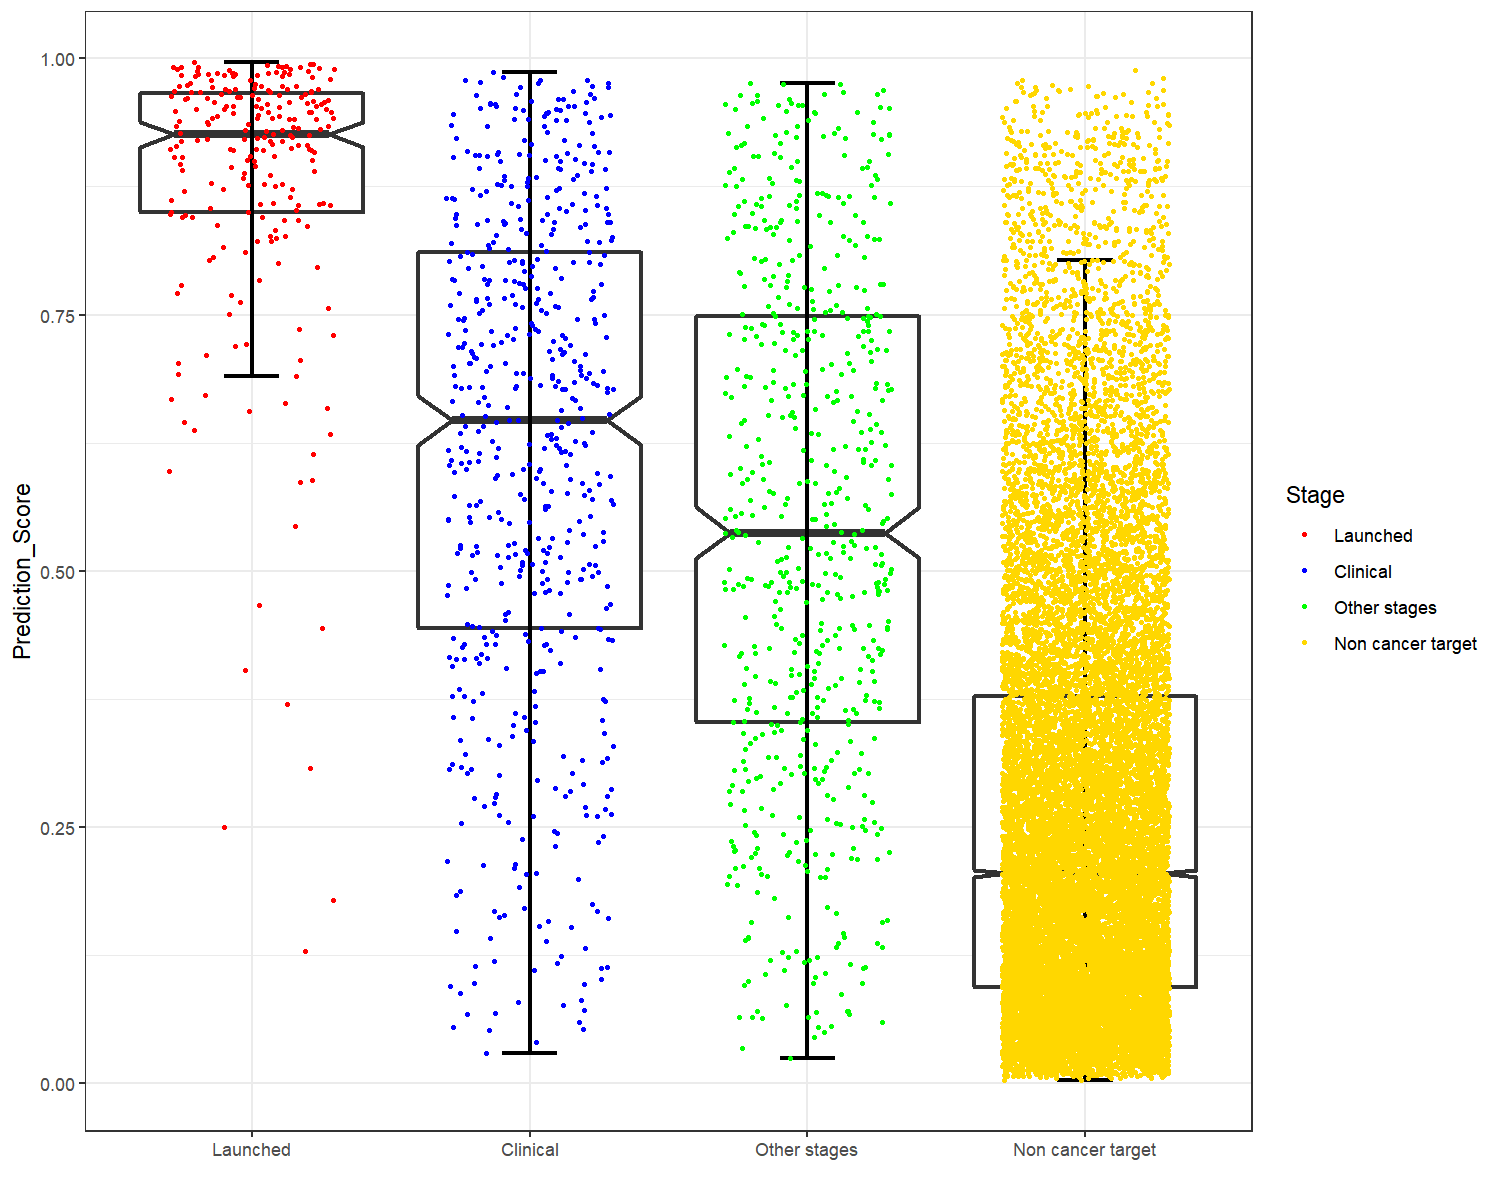 Prediction_Score
1.00
0.75
0.50
0.25
0.00
Launched
Clinical
Other stages
Non cancer target
Stage
Launched
Clinical
Other stages
Non cancer target